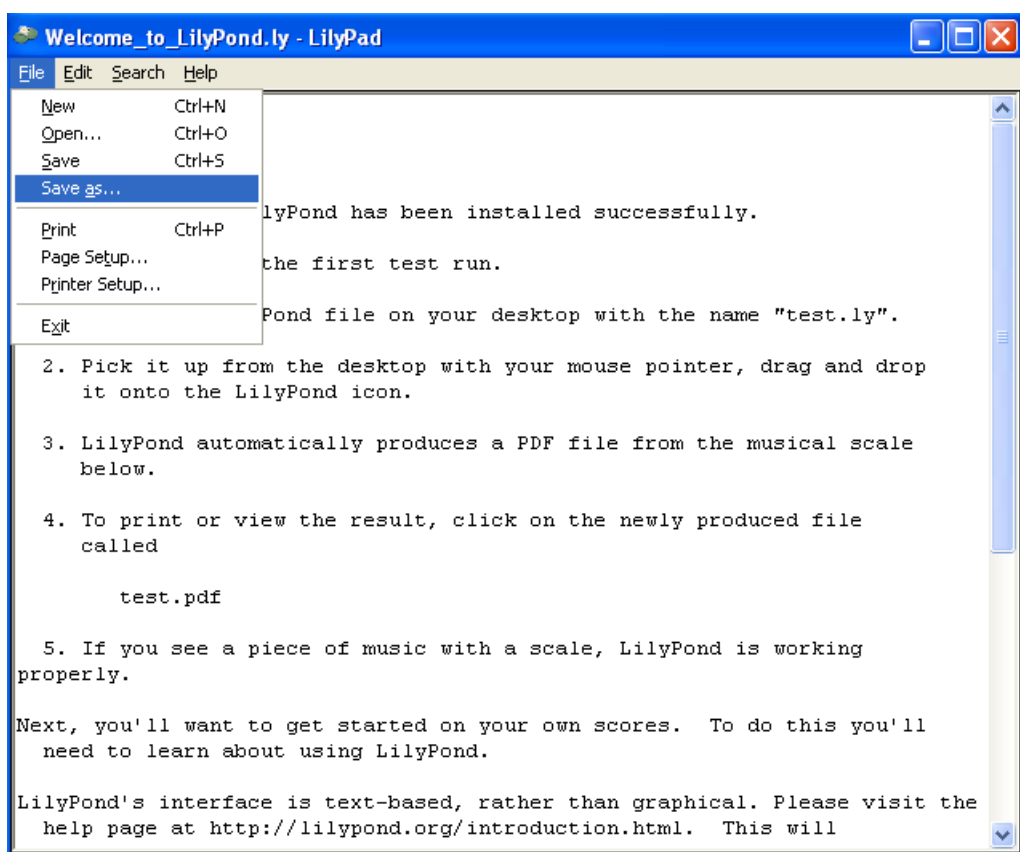 Welcome_to_LilyPond.ly - LilyPad
File Edit Search Help
New Ctrl+N
Open... Ctrl+O
Save Ctrl+S
Save as...
Print Ctrl+P
Page Setup...
Printer Setup...
Exit
lyPond has been installed successfully.
the first test run.
Pond file on your desktop with the name "test.ly".
2. Pick it up from the desktop with your mouse pointer, drag and drop
it onto the LilyPond icon.
3. LilyPond automatically produces a PDF file from the musical scale
below.
4. To print or view the result, click on the newly produced file
called
test.pdf
5. If you see a piece of music with a scale, LilyPond is working
properly.
Next, you'll want to get started on your own scores.  To do this you'll
need to learn about using LilyPond.
LilyPond's interface is text-based, rather than graphical. Please visit the
help page at http://lilypond.org/introduction.html.  This will